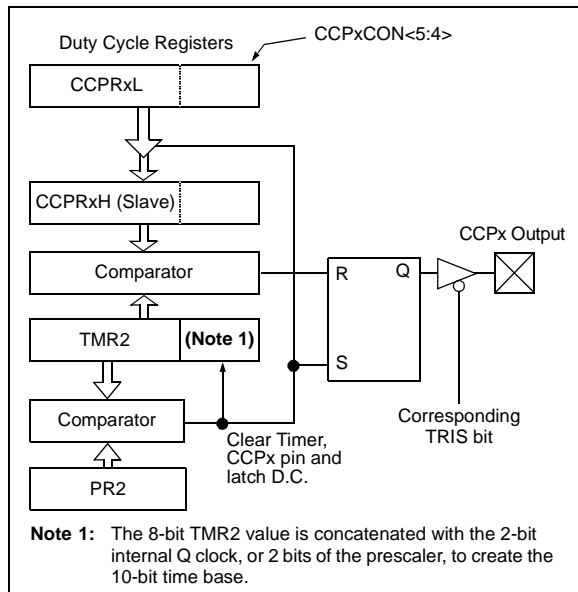 Duty Cycle Registers
CCPxCON<5:4>
CCPRxL
CCPRxH (Slave)
CCPx Output
Comparator
R
Q
TMR2
(Note 1)
S
Comparator
Clear Timer,
CCPx pin and
latch D.C.
Corresponding
TRIS bit
PR2
Note 1: The 8-bit TMR2 value is concatenated with the 2-bit
internal Q clock, or 2 bits of the prescaler, to create the
10-bit time base.